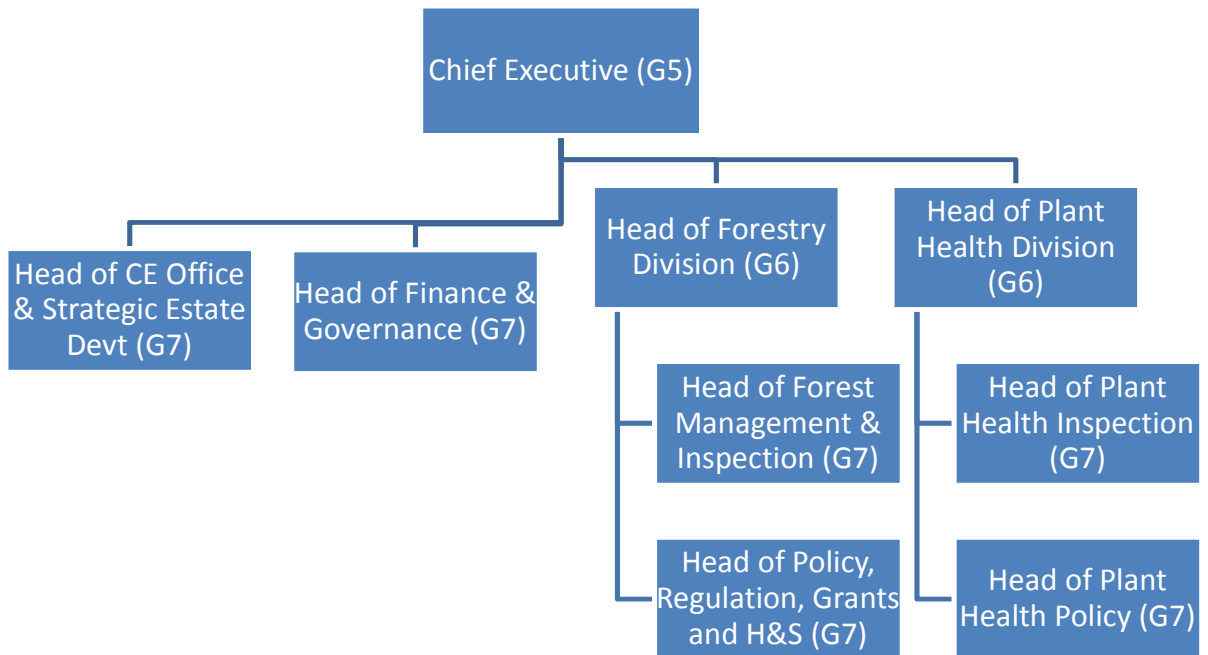 Chief Executive (G5)
Head of CE Office
& Strategic Estate
Devt (G7)
Head of Finance &
Governance (G7)
Head of Forestry
Division (G6)
Head of Plant
Health Division
(G6)
Head of Forest
Management &
Inspection (G7)
Head of Plant
Health Inspection
(G7)
Head of Policy,
Regulation, Grants
and H&S (G7)
Head of Plant
Health Policy (G7)